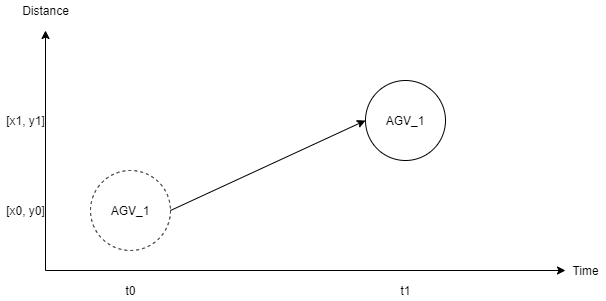 Distance
[x1, y1]
AGV_1
[x0, y0]
AGV_1
Time
t0
t1